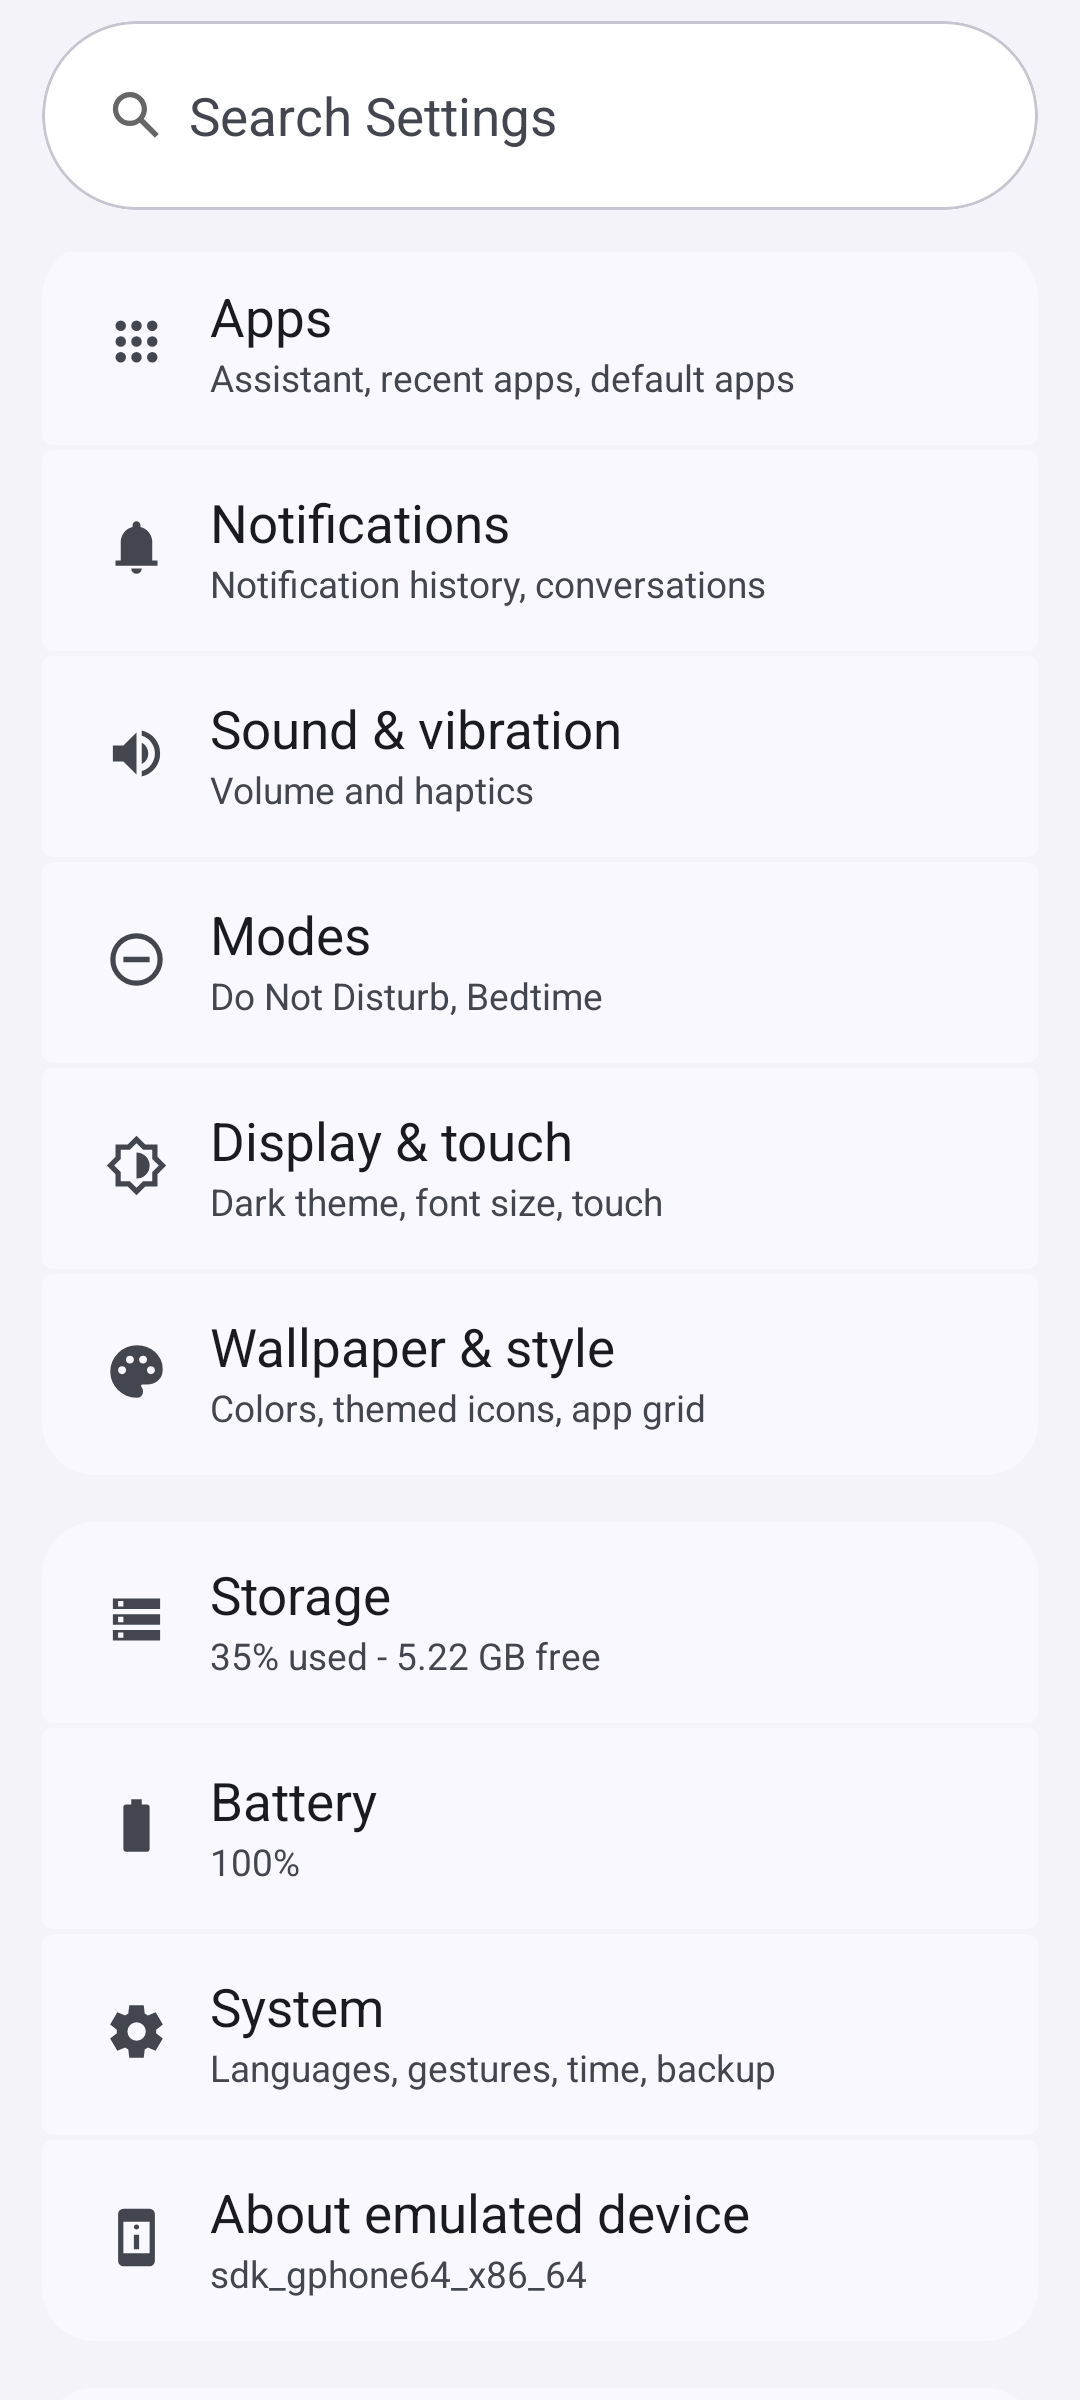 Search Settings
Apps
Assistant, recent apps, default apps
Notifications
Notification history, conversations
Sound & vibration
Volume and haptics
Modes
Do Not Disturb, Bedtime
Display & touch
Dark theme, font size, touch
Wallpaper & style
Colors, themed icons, app grid
Storage
35% used - 5.22 GB free
Battery
100%
System
Languages, gestures, time, backup
About emulated device
sdk_gphone64_x86_64